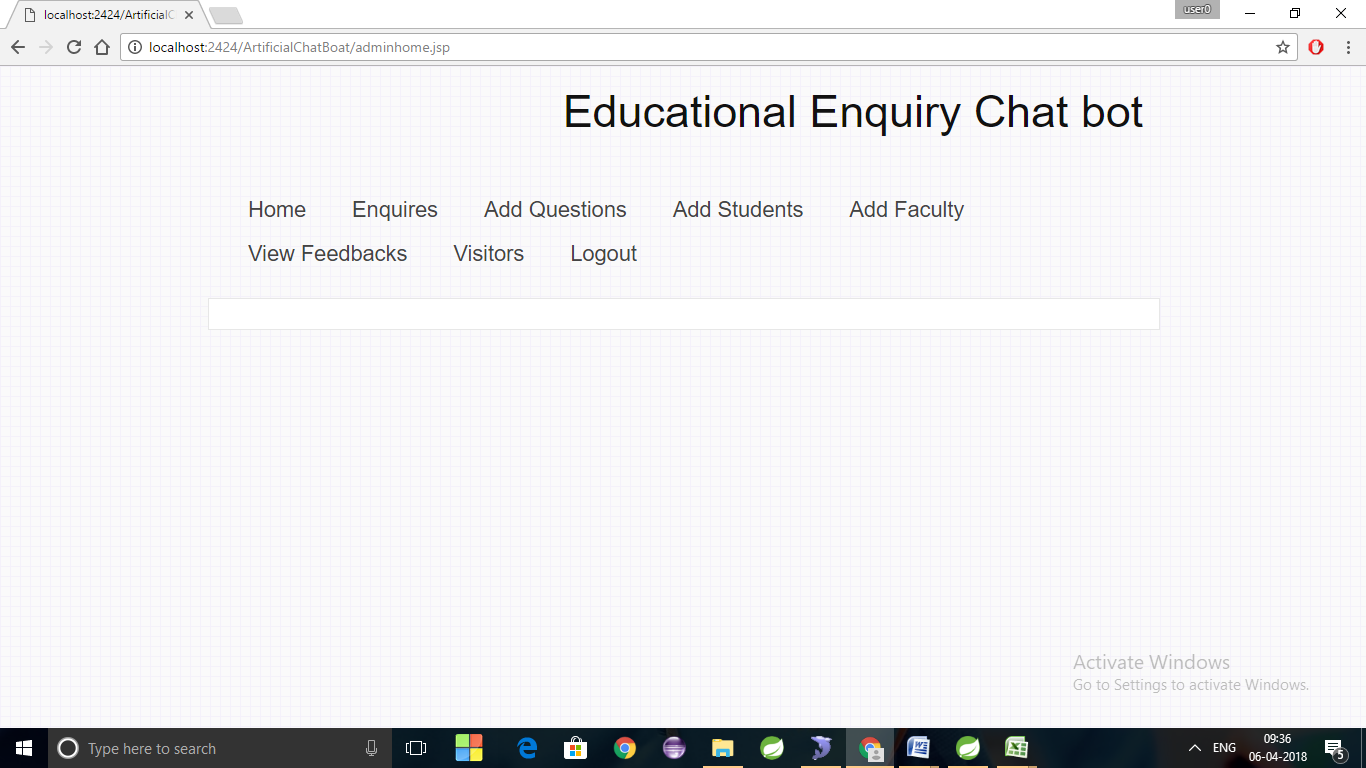 localhost:2424/ArtificialC
user0
localhost:2424/ArtificialChatBoat/adminhome.jsp
Educational Enquiry Chat bot
Home Enquires Add Questions Add Students Add Faculty
View Feedbacks Visitors Logout
Activate Windows
Go to Settings to activate Windows.
Type here to search
ENG
09:36
06-04-2018
5